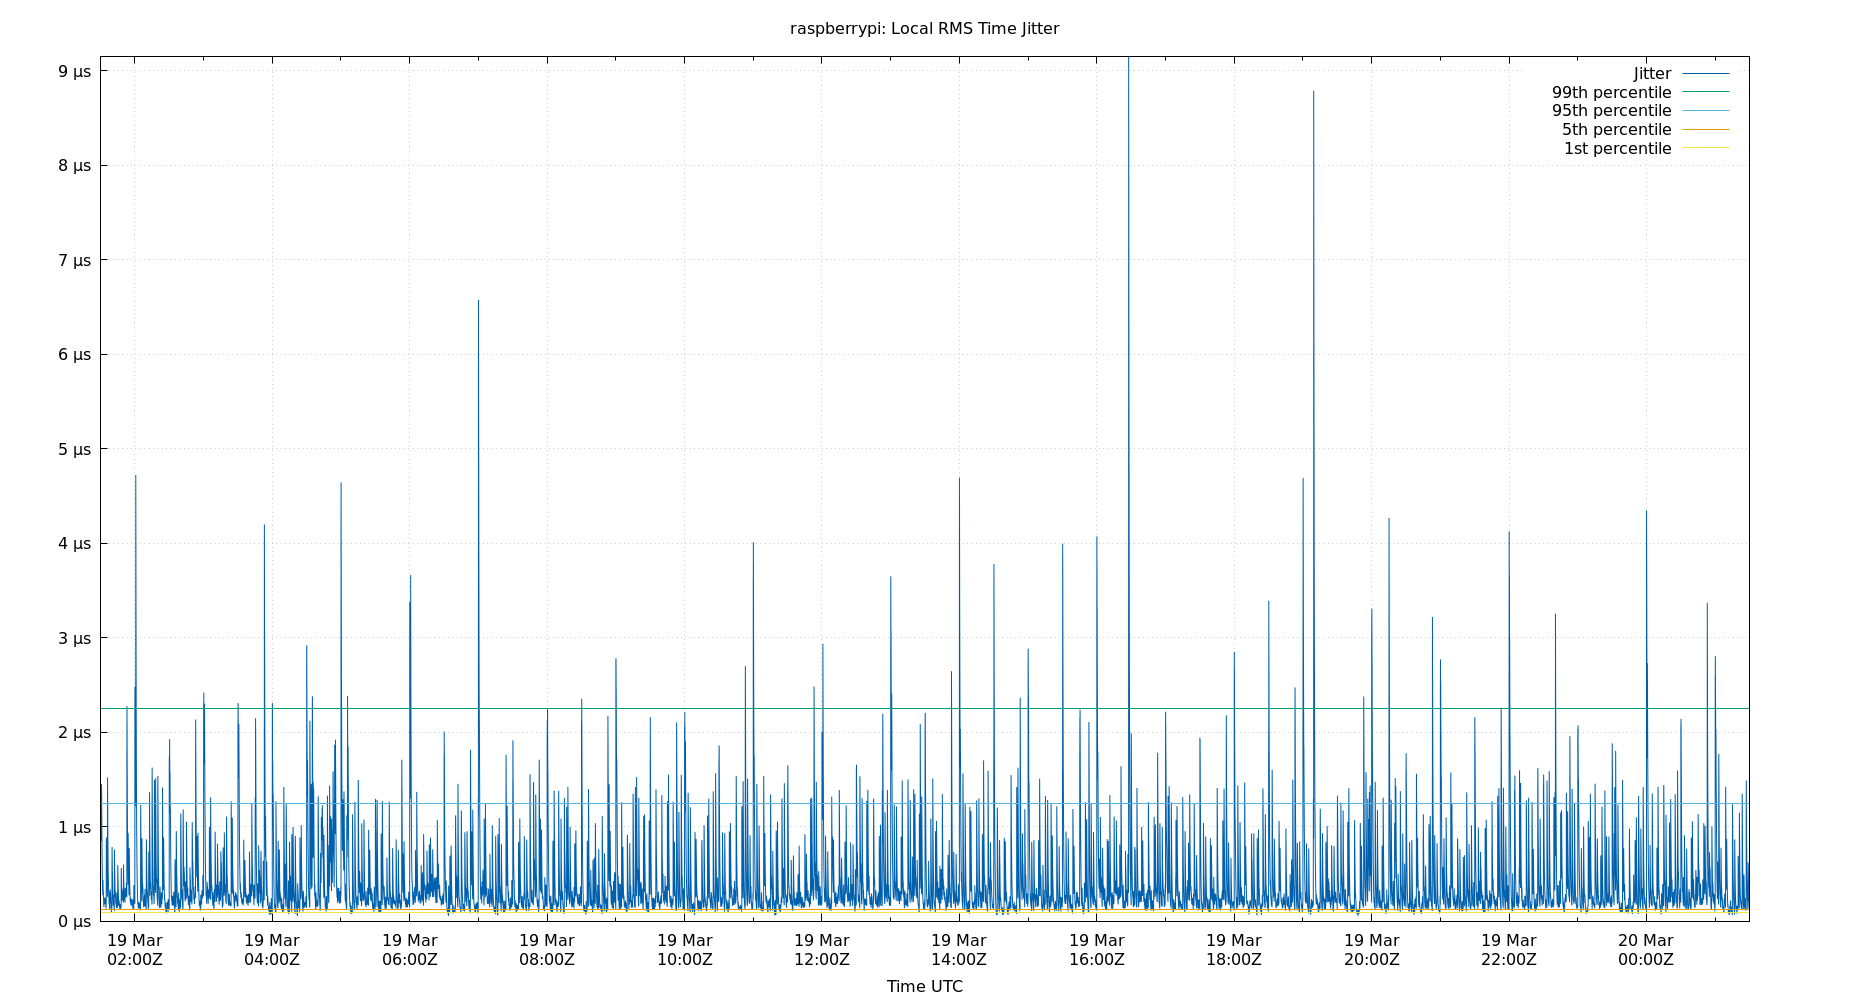 raspberrypi: Local RMS Time Jitter
Jitter
99th percentile
95th percentile
5th percentile
1st percentile
9 µs
8 µs
7 µs
6 µs
5 µs
4 µs
3 µs
2 µs
1 µs
0 µs
19 Mar 19 Mar 19 Mar 19 Mar 19 Mar 19 Mar 19 Mar 19 Mar 19 Mar 19 Mar 19 Mar 20 Mar
02:00Z 04:00Z 06:00Z 08:00Z 10:00Z 12:00Z 14:00Z 16:00Z 18:00Z 20:00Z 22:00Z 00:00Z
Time UTC